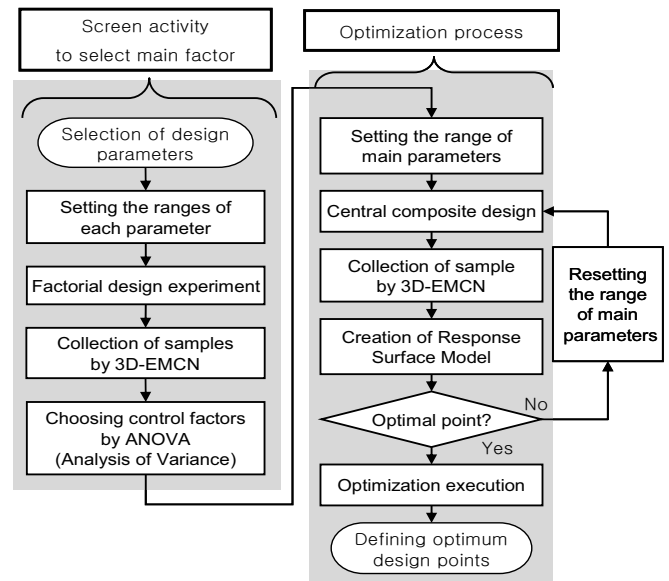 Screen activity
to select main factor
Selection of design
parameters
Setting the ranges of
each parameter
Factorial design experiment
Collection of samples
by 3D-EMCN
Choosing control factors
by ANOVA
(Analysis of Variance)
Optimization process
Setting the range of
main parameters
Central composite design
Collection of sample
by 3D-EMCN
Creation of Response
Surface Model
Optimal point?
No
Yes
Resetting
the range
of main
parameters
Optimization execution
Defining optimum
design points